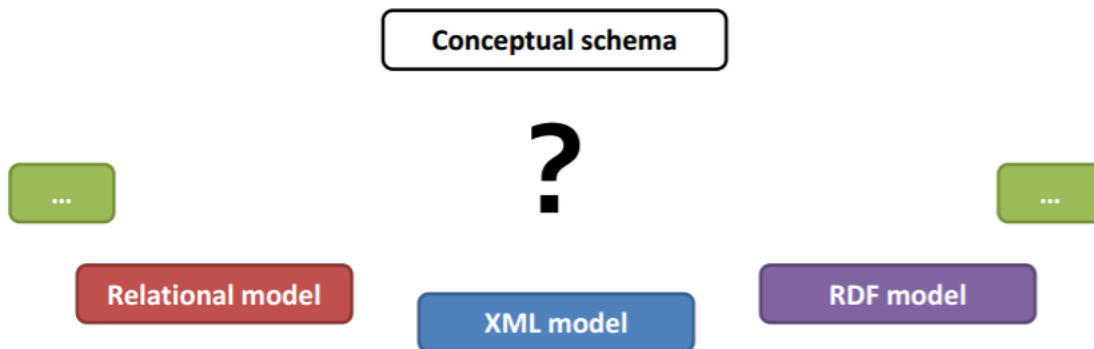 Conceptual schema
?
...
...
Relational model
XML model
RDF model